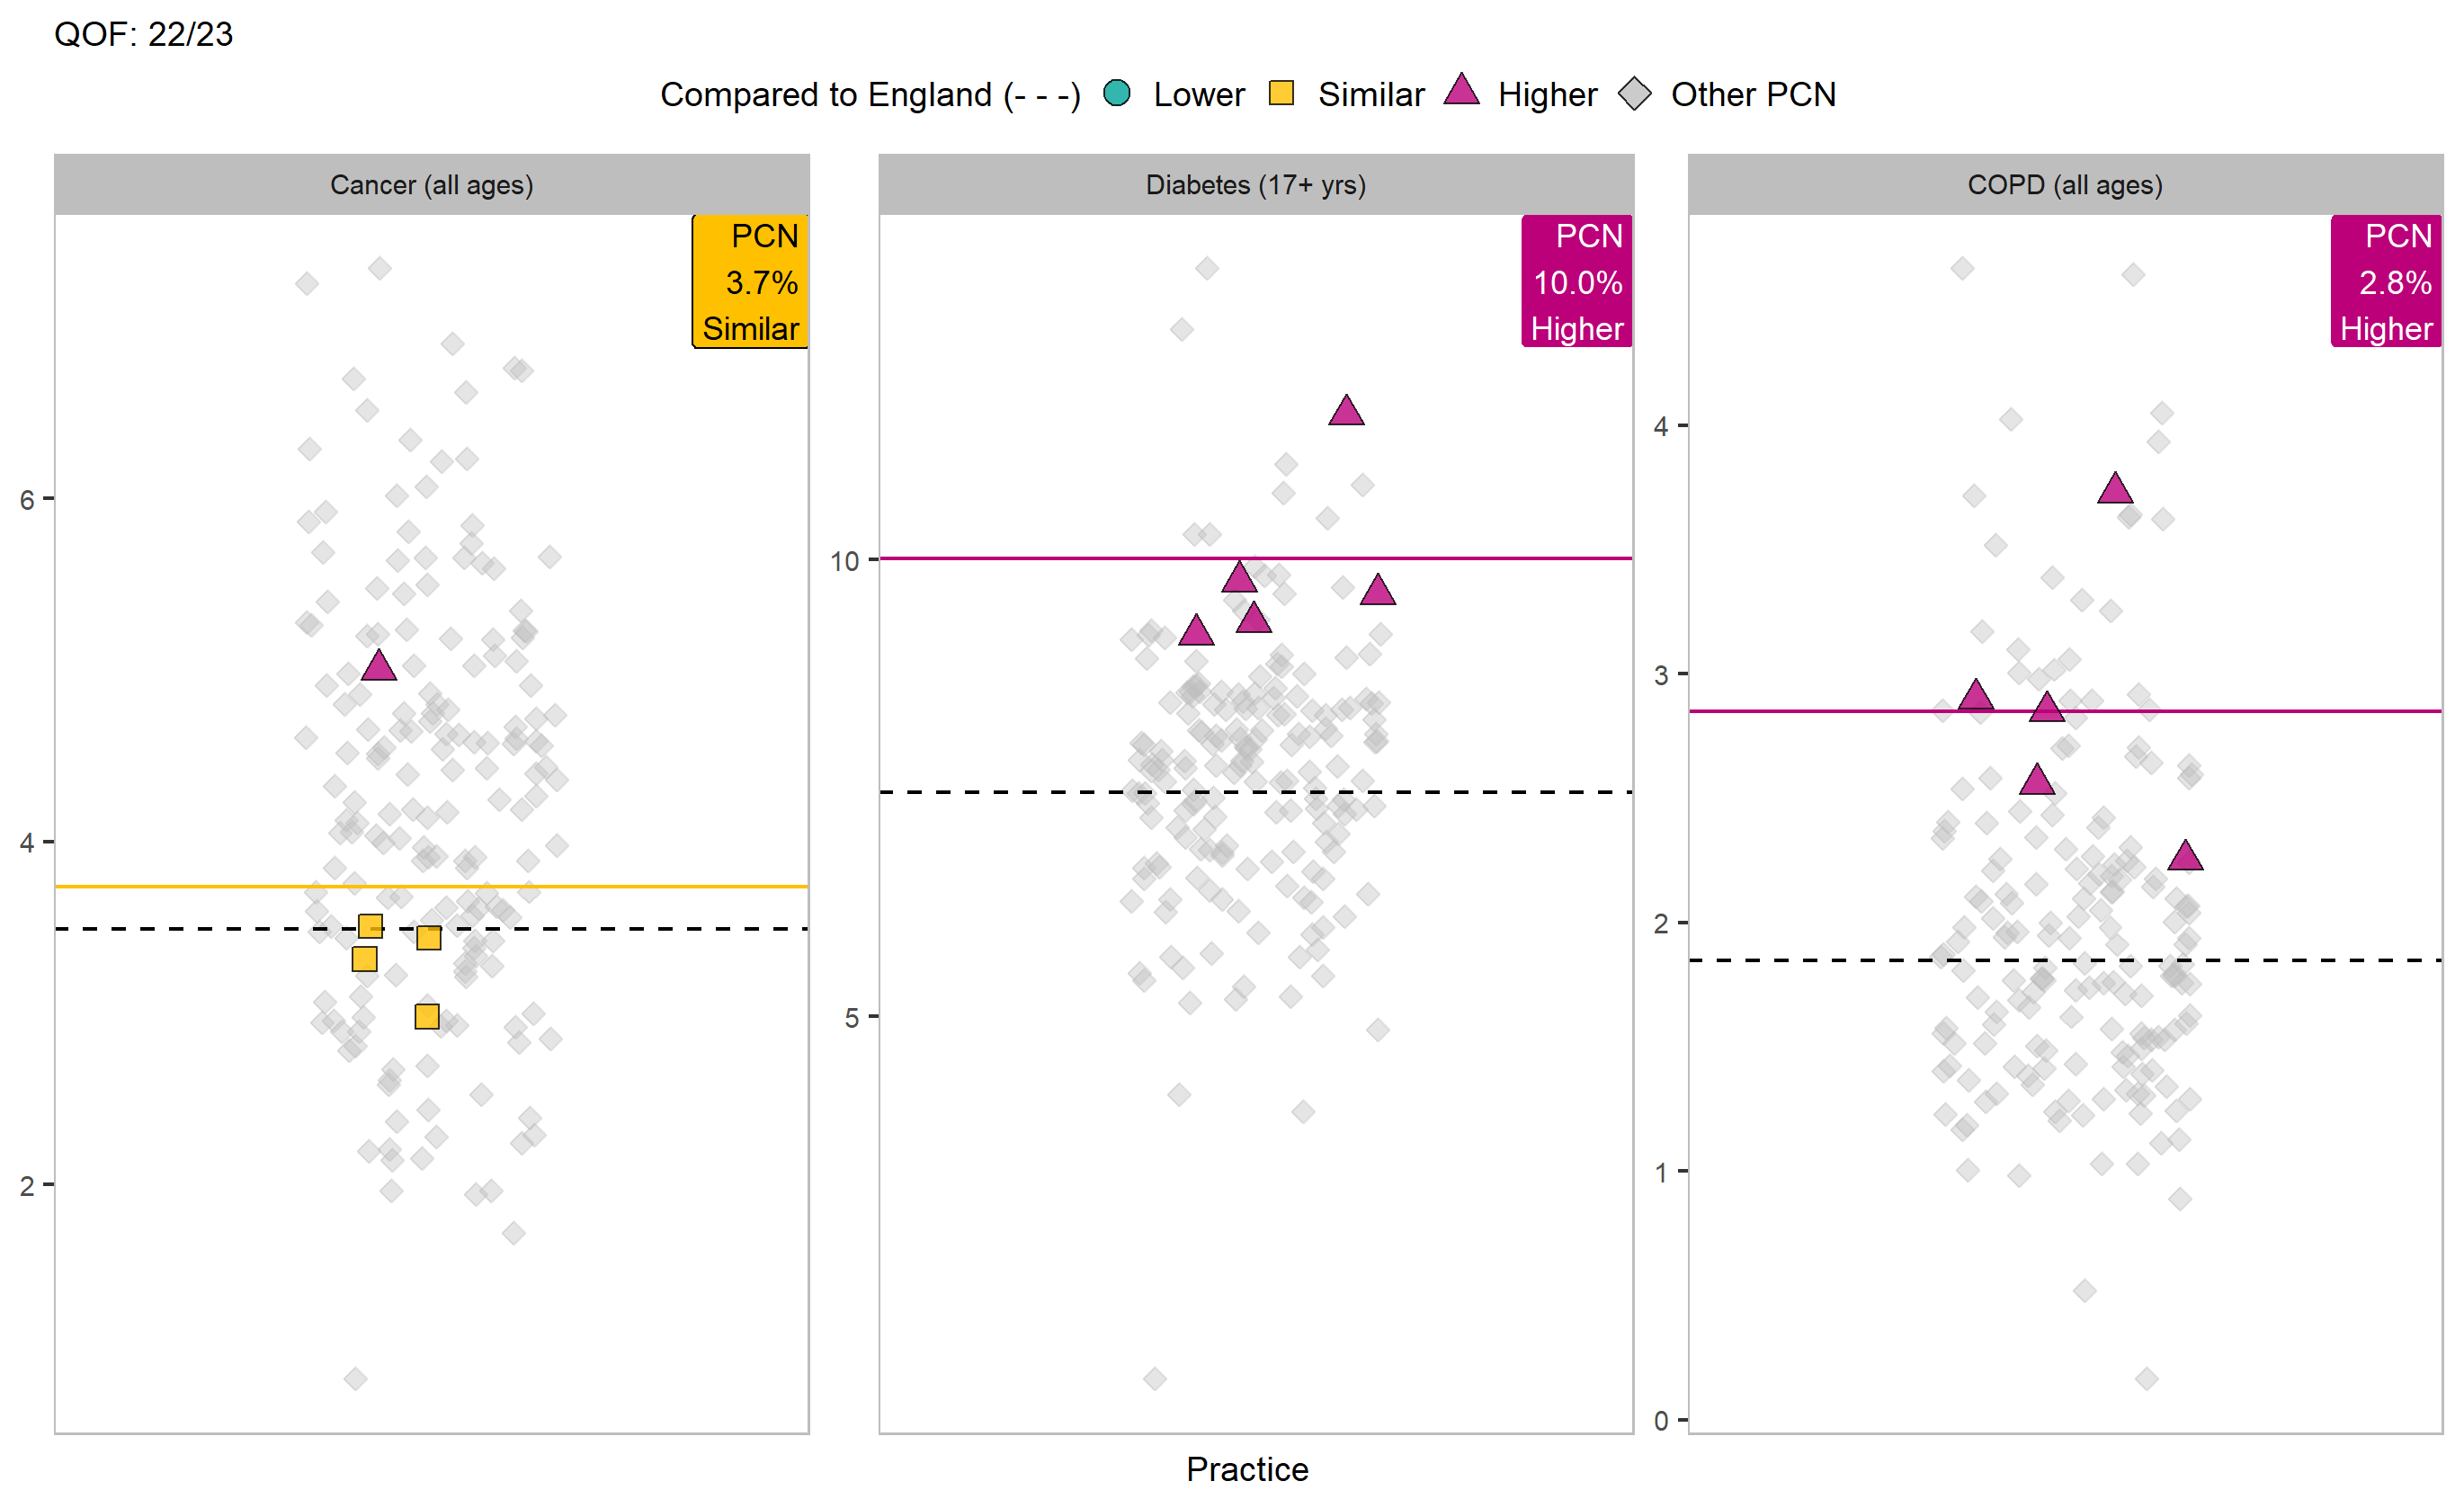 QOF: 22/23
Compared to England (- - -) Lower Similar Higher Other PCN
Cancer (all ages)
PCN
3.7%
Similar
6
4
2
Diabetes (17+ yrs)
PCN
10.0%
Higher
10
5
COPD (all ages)
PCN
2.8%
Higher
4
3
2
1
0
Practice